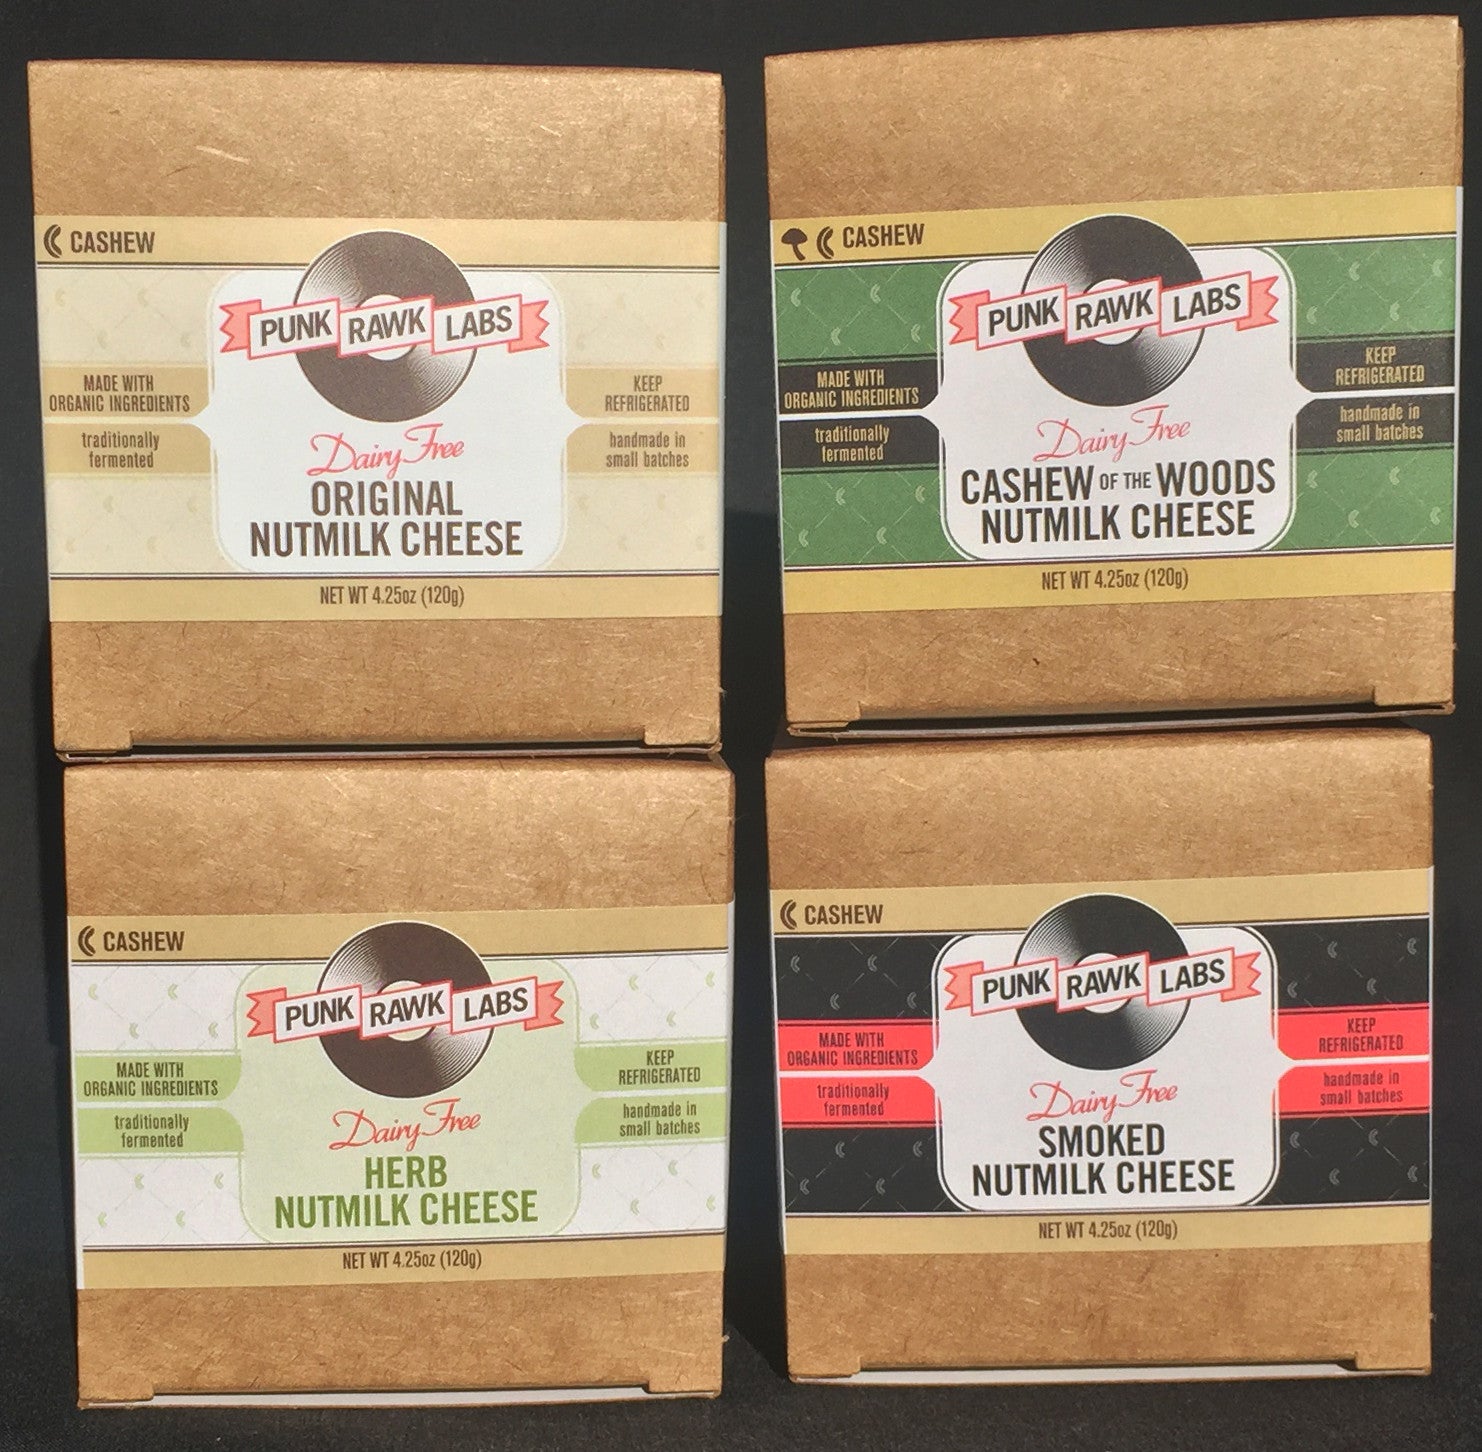 CASHEW
PUNK RAWK LABS
MADE WITH
ORGANIC INGREDIENTS
traditionally
fermented
KEEP
REFRIGERATED
handmade in
small batches
Dairy Free
ORIGINAL
NUTMILK CHEESE
NET WT 4.25oz (120g)
CASHEW
PUNK RAWK LABS
MADE WITH
ORGANIC INGREDIENTS
traditionally
fermented
KEEP
REFRIGERATED
handmade in
small batches
Dairy Free
CASHEW OF THE WOODS
NUTMILK CHEESE
NET WT 4.25oz (120g)
CASHEW
PUNK RAWK LABS
MADE WITH
ORGANIC INGREDIENTS
traditionally
fermented
KEEP
REFRIGERATED
handmade in
small batches
Dairy Free
HERB
NUTMILK CHEESE
NET WT 4.25oz (120g)
CASHEW
PUNK RAWK LABS
MADE WITH
ORGANIC INGREDIENTS
traditionally
fermented
KEEP
REFRIGERATED
handmade in
small batches
Dairy Free
SMOKED
NUTMILK CHEESE
NET WT 4.25oz (120g)